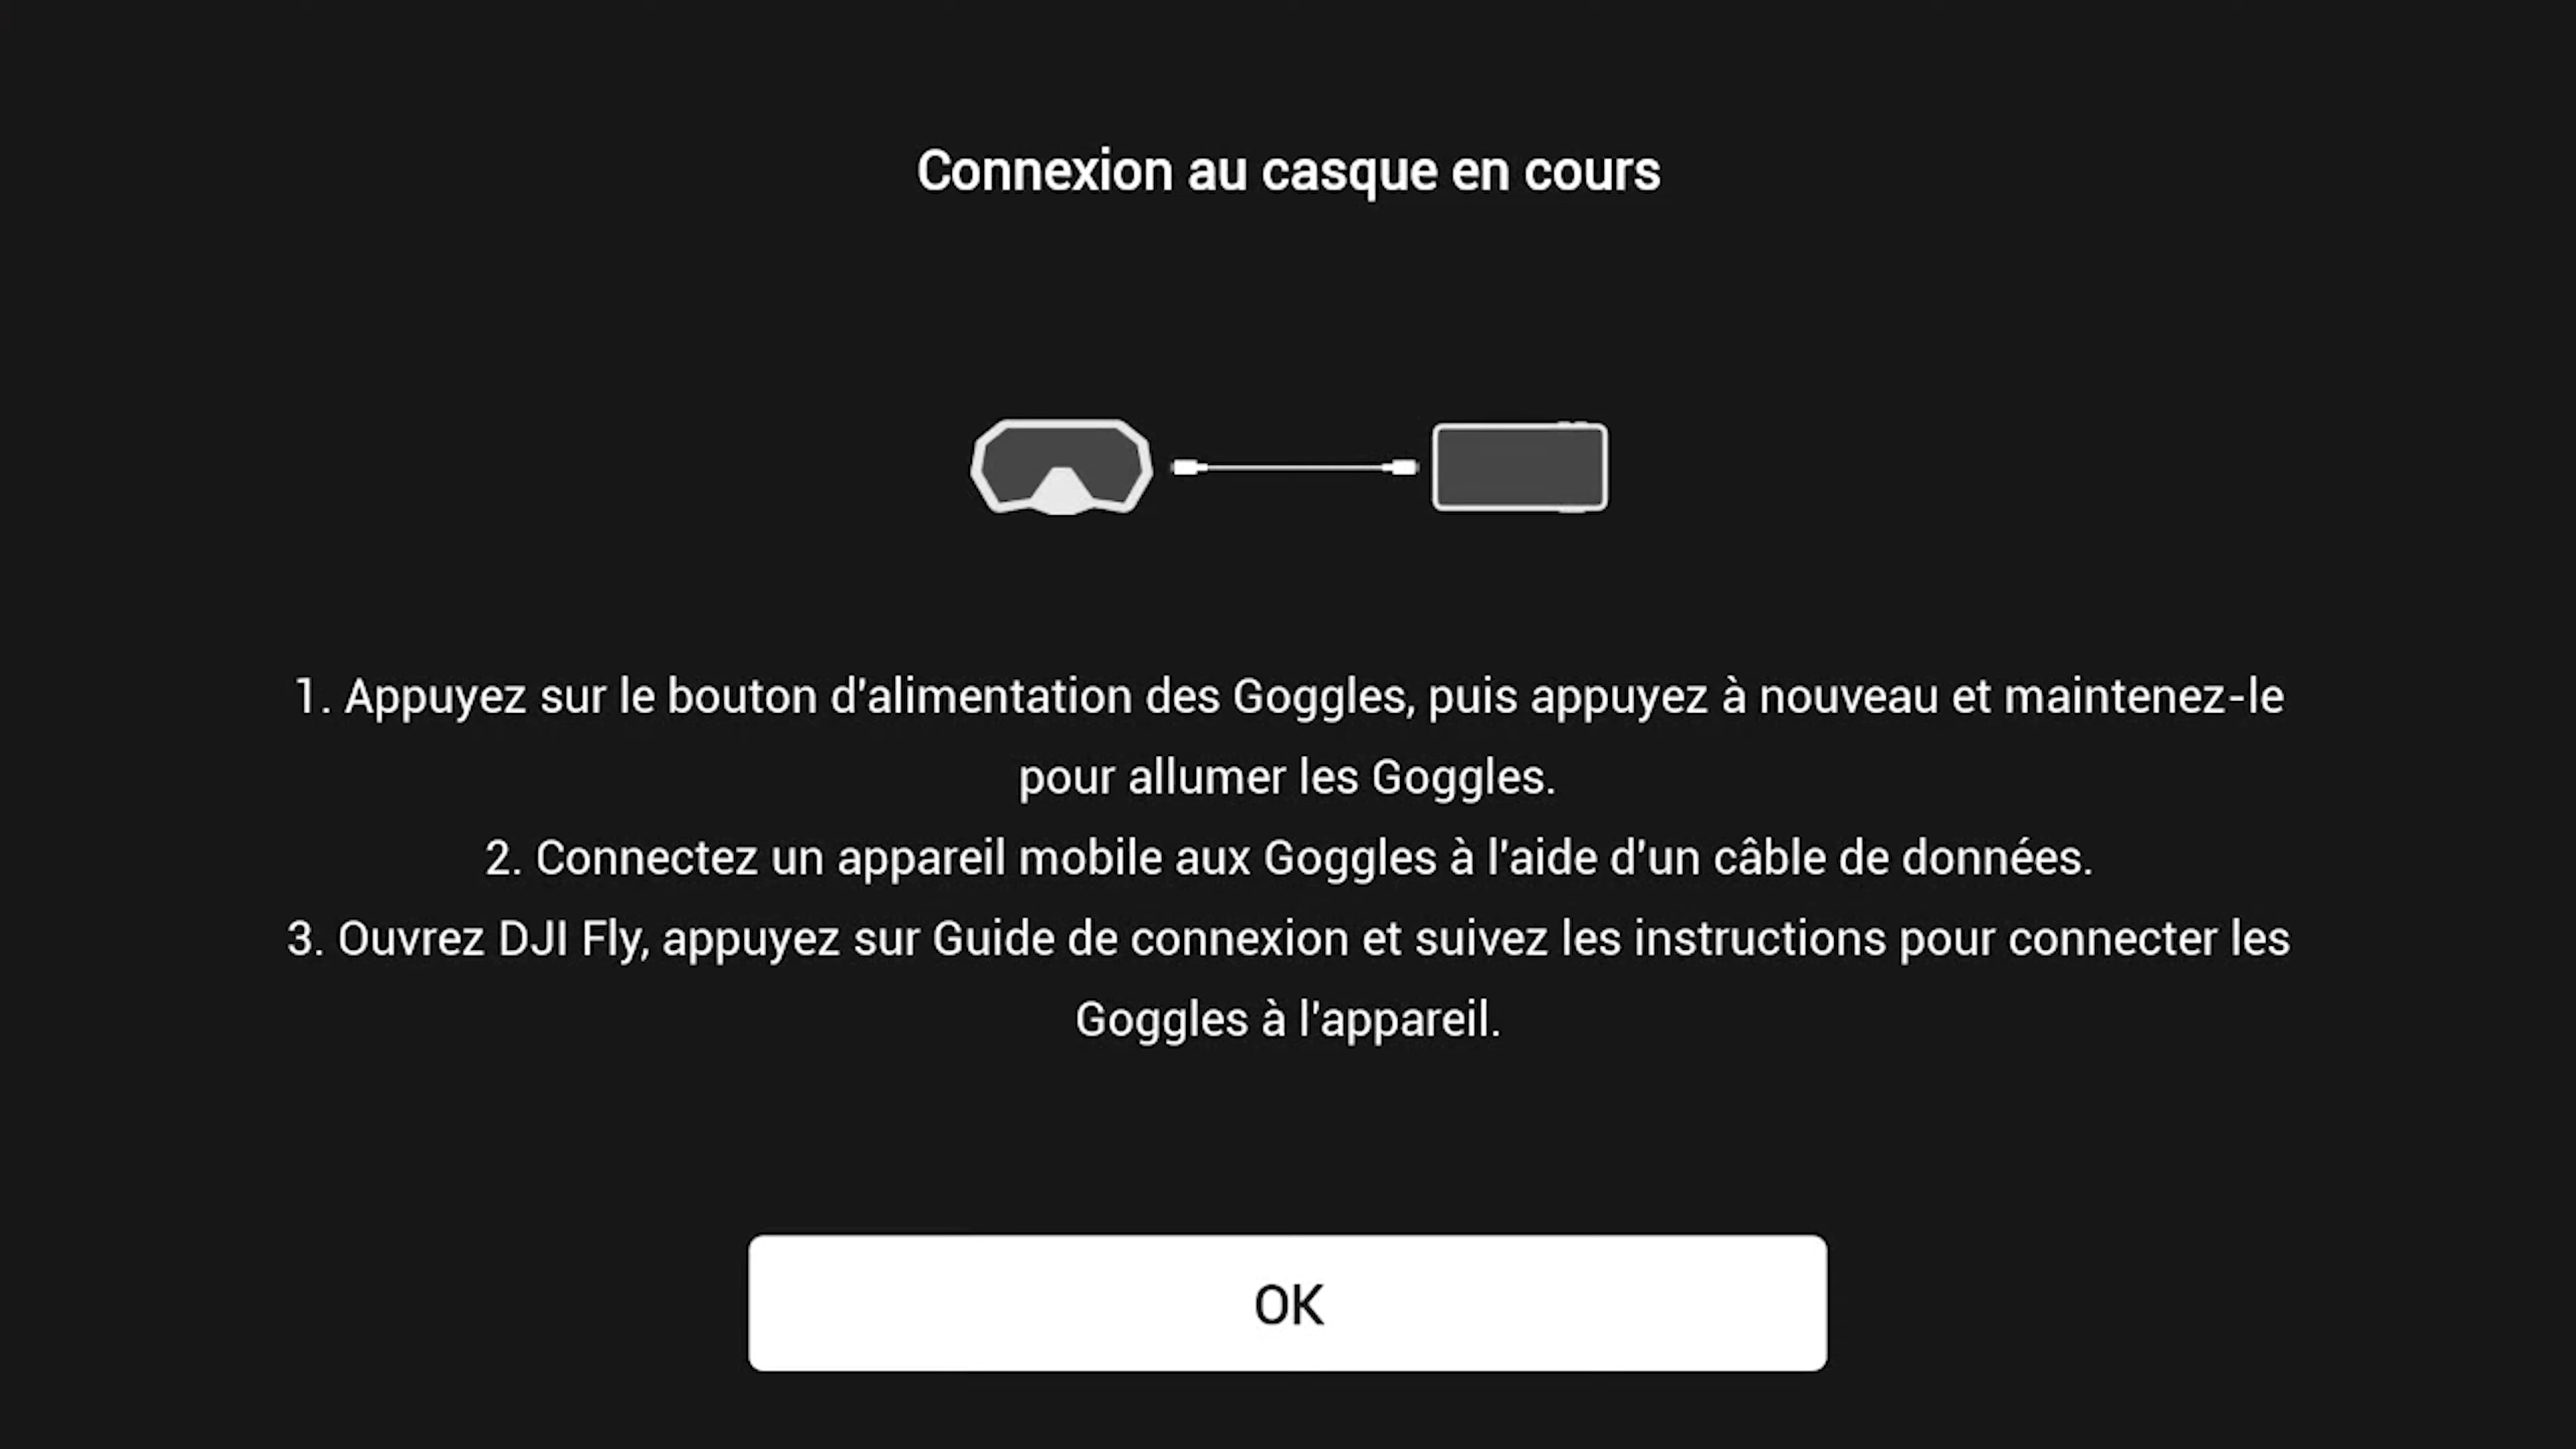 Connexion au casque en cours
1. Appuyez sur le bouton d'alimentation des Goggles, puis appuyez à nouveau et maintenez-le
pour allumer les Goggles.
2. Connectez un appareil mobile aux Goggles à l'aide d'un câble de données.
3. Ouvrez DJI Fly, appuyez sur Guide de connexion et suivez les instructions pour connecter les
Goggles à l'appareil.
OK